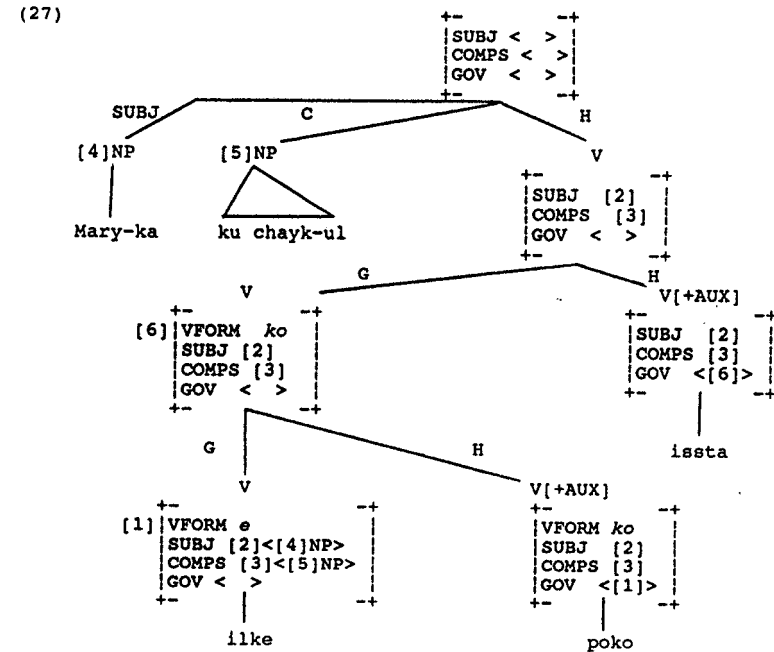 (27)
SUBJ < >
COMPS < >
GOV < >
SUBJ C H
[4]NP [5]NP V
Mary-ka ku chayk-ul
SUBJ [2]
COMPS [3]
GOV < >
G H
V V[+AUX]
[6] VFORM ko
SUBJ [2]
COMPS [3]
GOV < >
SUBJ [2]
COMPS [3]
GOV <[6]>
issta
G H
V V[+AUX]
[1] VFORM e
SUBJ [2]<[4]NP>
COMPS [3]<[5]NP>
GOV < >
VFORM ko
SUBJ [2]
COMPS [3]
GOV <[1]>
ilke poko